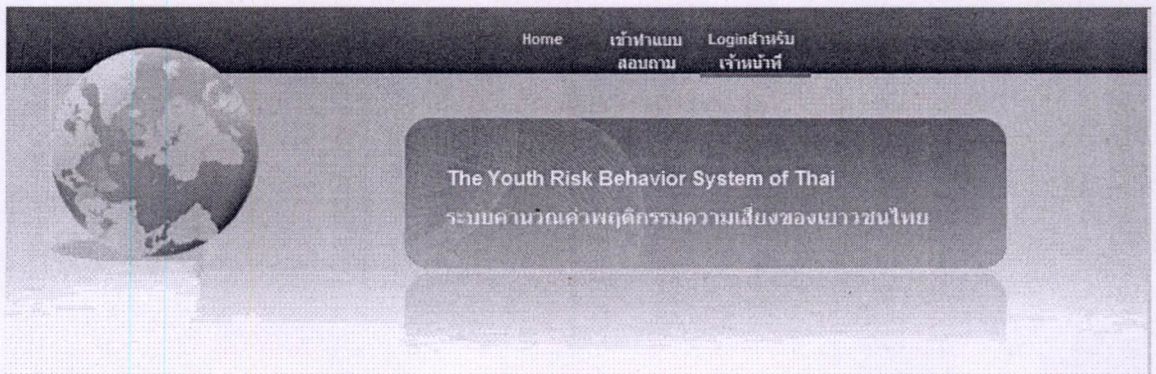 Home
เข้าทำแบบ
สอบถาม
Loginสำหรับ
เจ้าหน้าที่
The Youth Risk Behavior System of Thai
ระบบคำนวณค่าพฤติกรรมความเสี่ยงของเยาวชนไทย